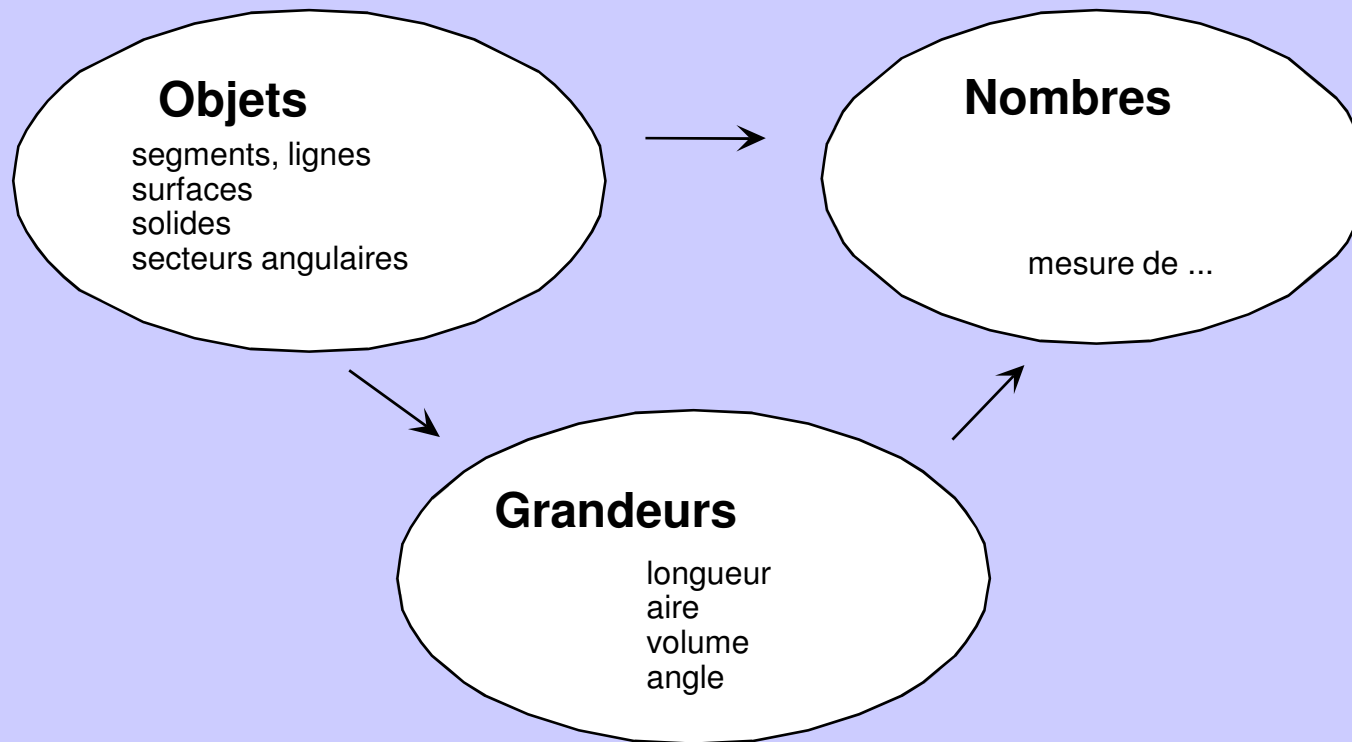 Objets
segments, lignes
surfaces
solides
secteurs angulaires
Nombres
mesure de ...
Grandeurs
longueur
aire
volume
angle